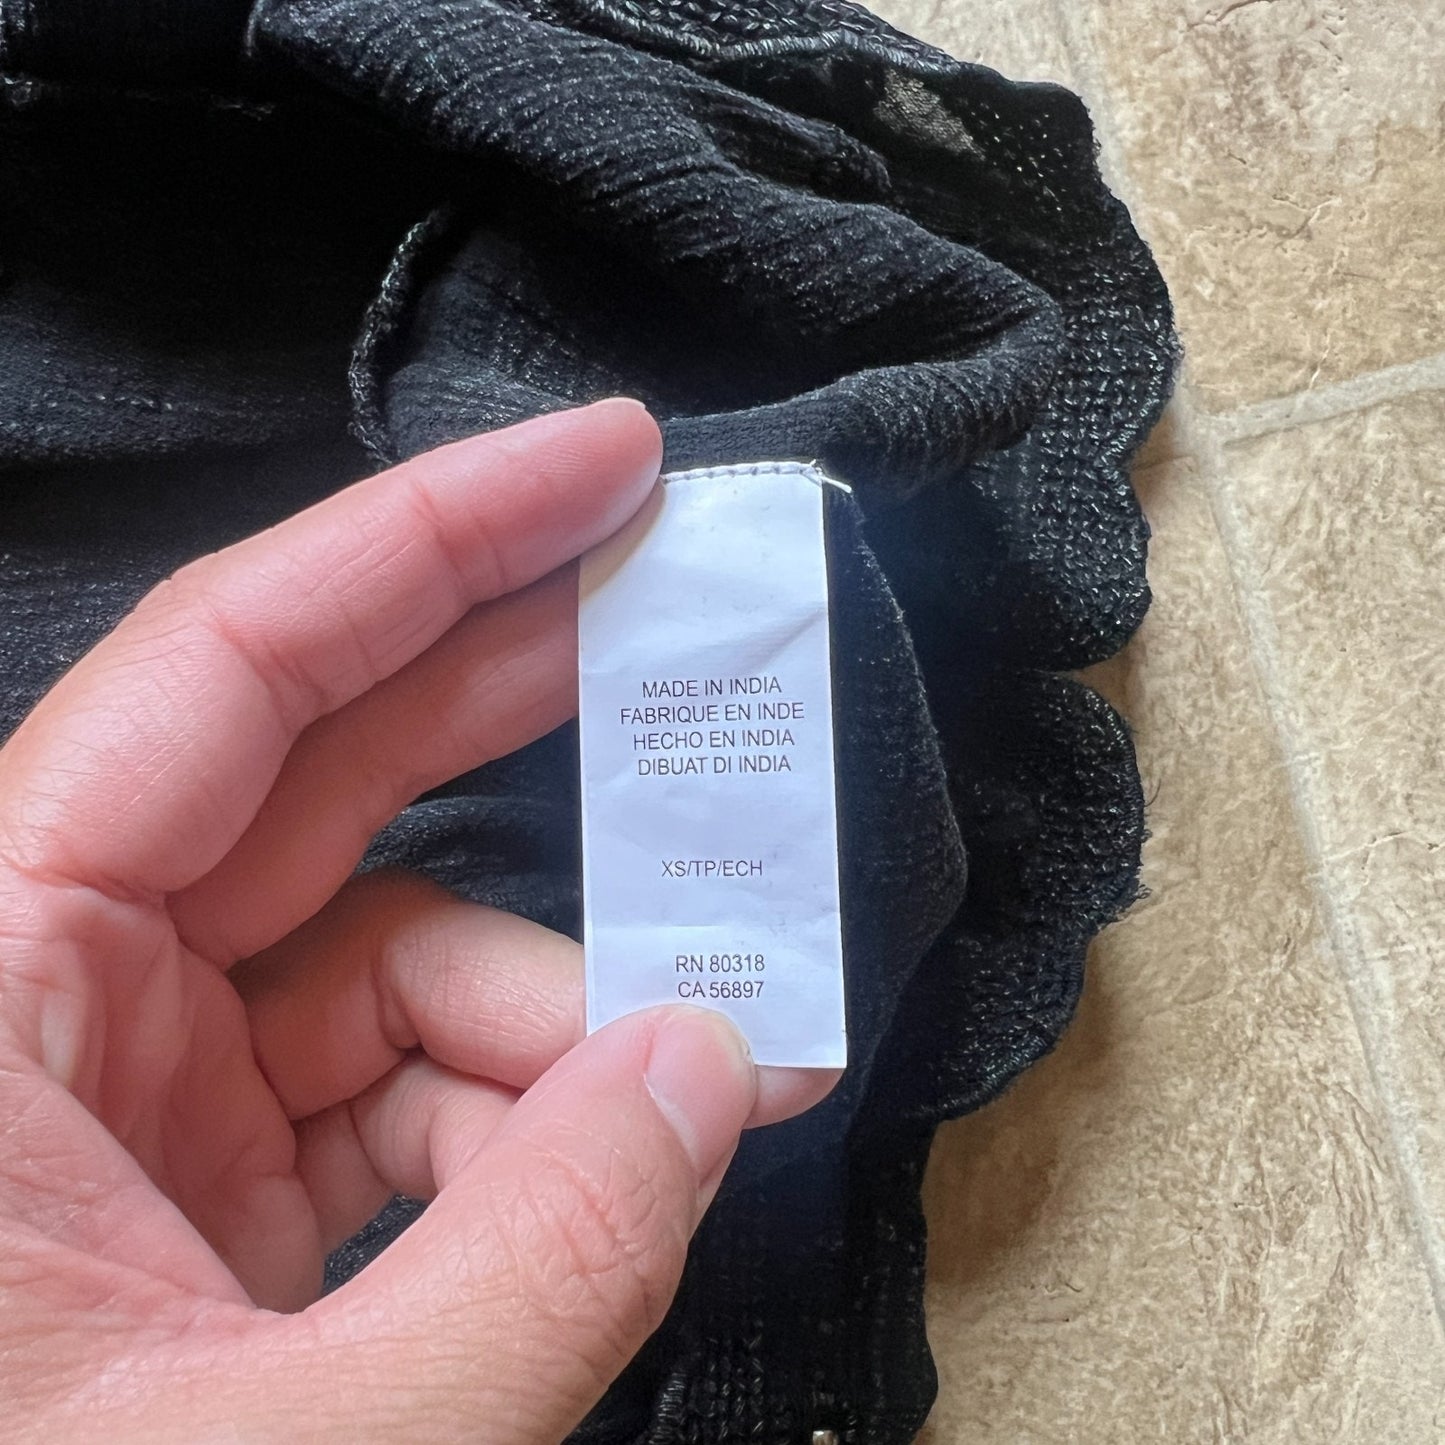 MADE IN INDIA
FABRIQUE EN INDE
HECHO EN INDIA
DIBUAT DI INDIA
XS/TP/ECH
RN 80318
CA 56897